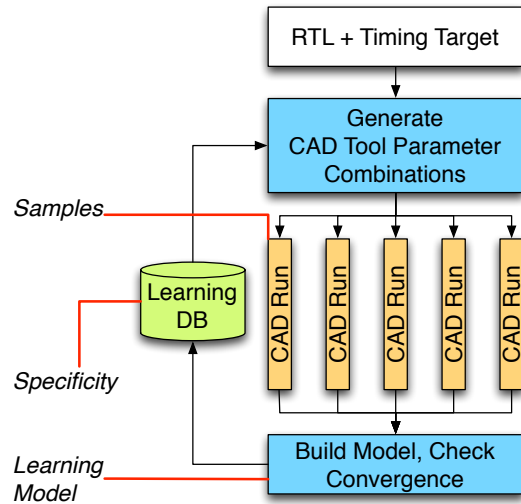 RTL + Timing Target
Generate
CAD Tool Parameter
Combinations
Samples
CAD Run
CAD Run
CAD Run
CAD Run
CAD Run
Learning
DB
Specificity
Build Model, Check
Convergence
Learning
Model